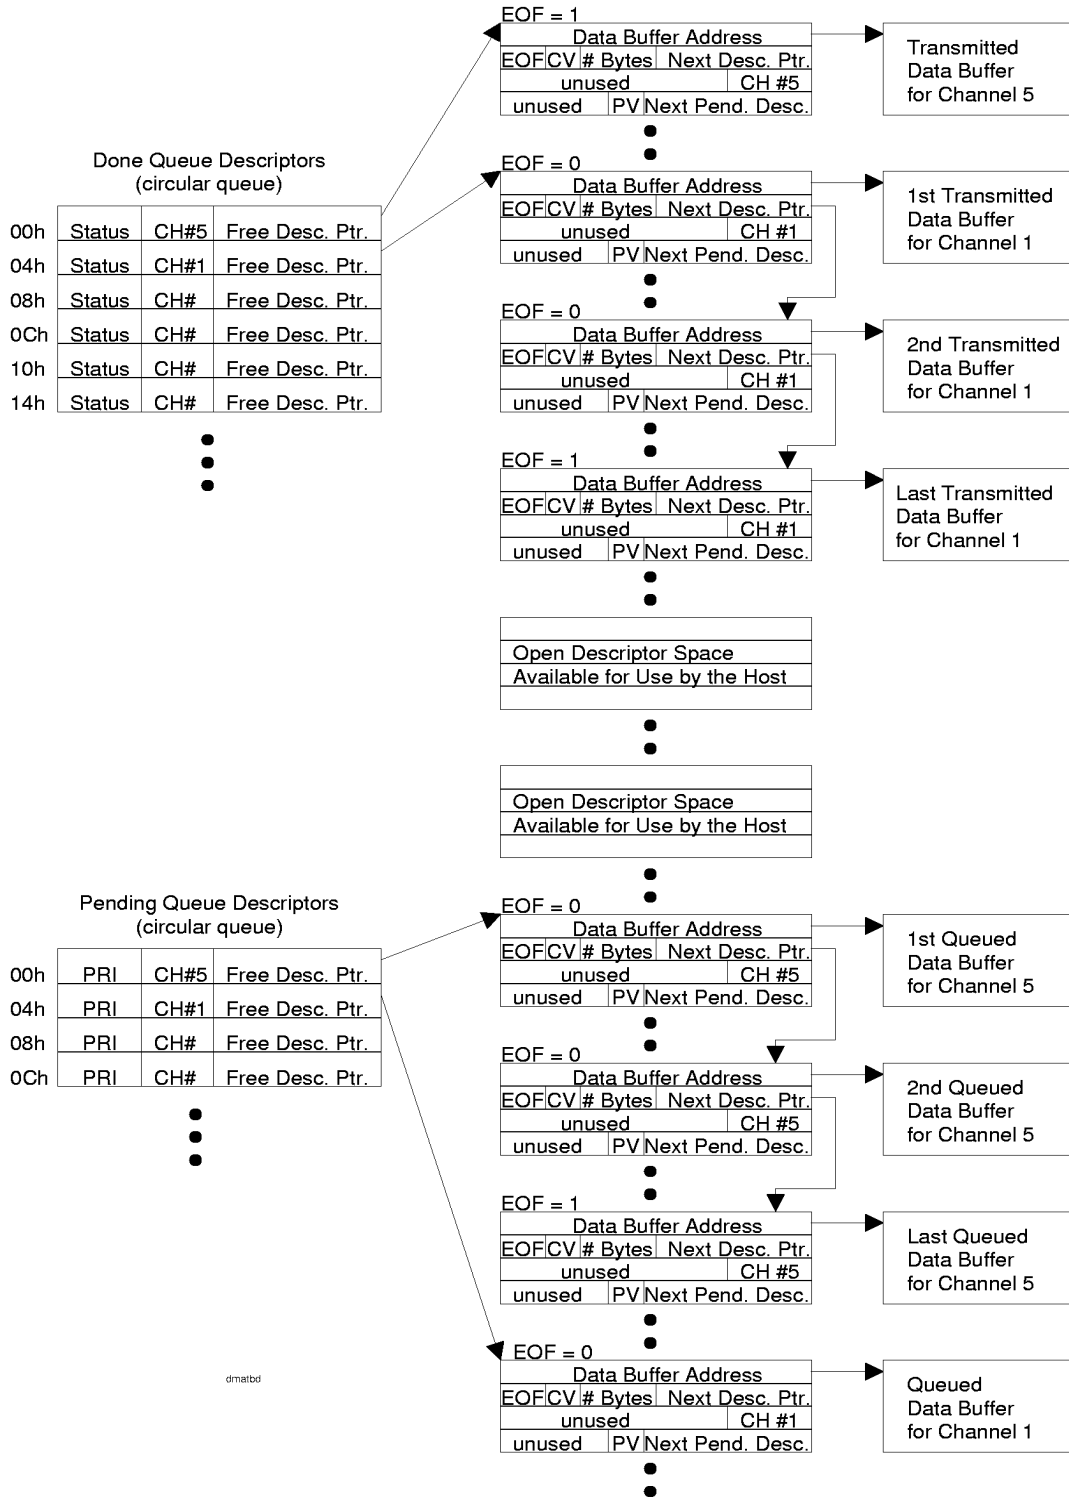 EOF = 1
Data Buffer Address
EOF CV # Bytes Next Desc. Ptr.
unused CH #5
unused PV Next Pend. Desc.
Transmitted
Data Buffer
for Channel 5
Done Queue Descriptors
(circular queue)
00h Status CH#5 Free Desc. Ptr.
04h Status CH#1 Free Desc. Ptr.
08h Status CH# Free Desc. Ptr.
0Ch Status CH# Free Desc. Ptr.
10h Status CH# Free Desc. Ptr.
14h Status CH# Free Desc. Ptr.
EOF = 0
Data Buffer Address
EOF CV # Bytes Next Desc. Ptr.
unused CH #1
unused PV Next Pend. Desc.
1st Transmitted
Data Buffer
for Channel 1
EOF = 0
Data Buffer Address
EOF CV # Bytes Next Desc. Ptr.
unused CH #1
unused PV Next Pend. Desc.
2nd Transmitted
Data Buffer
for Channel 1
EOF = 1
Data Buffer Address
EOF CV # Bytes Next Desc. Ptr.
unused CH #1
unused PV Next Pend. Desc.
Last Transmitted
Data Buffer
for Channel 1
Open Descriptor Space
Available for Use by the Host
Open Descriptor Space
Available for Use by the Host
Pending Queue Descriptors
(circular queue)
00h PRI CH#5 Free Desc. Ptr.
04h PRI CH#1 Free Desc. Ptr.
08h PRI CH# Free Desc. Ptr.
0Ch PRI CH# Free Desc. Ptr.
EOF = 0
Data Buffer Address
EOF CV # Bytes Next Desc. Ptr.
unused CH #5
unused PV Next Pend. Desc.
1st Queued
Data Buffer
for Channel 5
EOF = 0
Data Buffer Address
EOF CV # Bytes Next Desc. Ptr.
unused CH #5
unused PV Next Pend. Desc.
2nd Queued
Data Buffer
for Channel 5
EOF = 1
Data Buffer Address
EOF CV # Bytes Next Desc. Ptr.
unused CH #5
unused PV Next Pend. Desc.
Last Queued
Data Buffer
for Channel 5
EOF = 0
Data Buffer Address
EOF CV # Bytes Next Desc. Ptr.
unused CH #1
unused PV Next Pend. Desc.
Queued
Data Buffer
for Channel 1
dmatbd